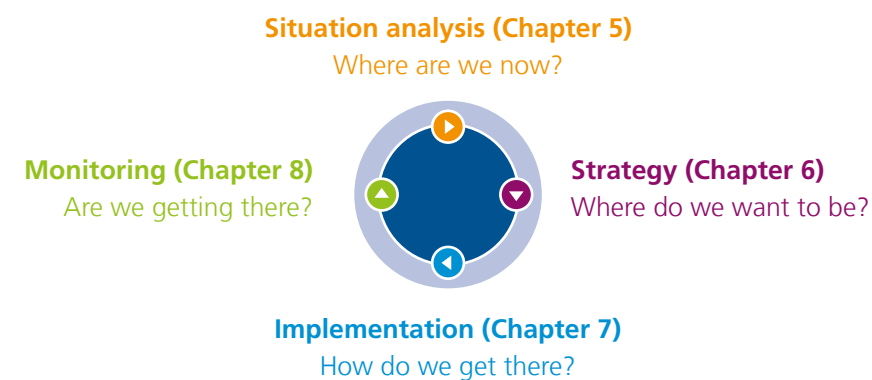 Situation analysis (Chapter 5)
Where are we now?
Monitoring (Chapter 8)
Are we getting there?
Strategy (Chapter 6)
Where do we want to be?
Implementation (Chapter 7)
How do we get there?